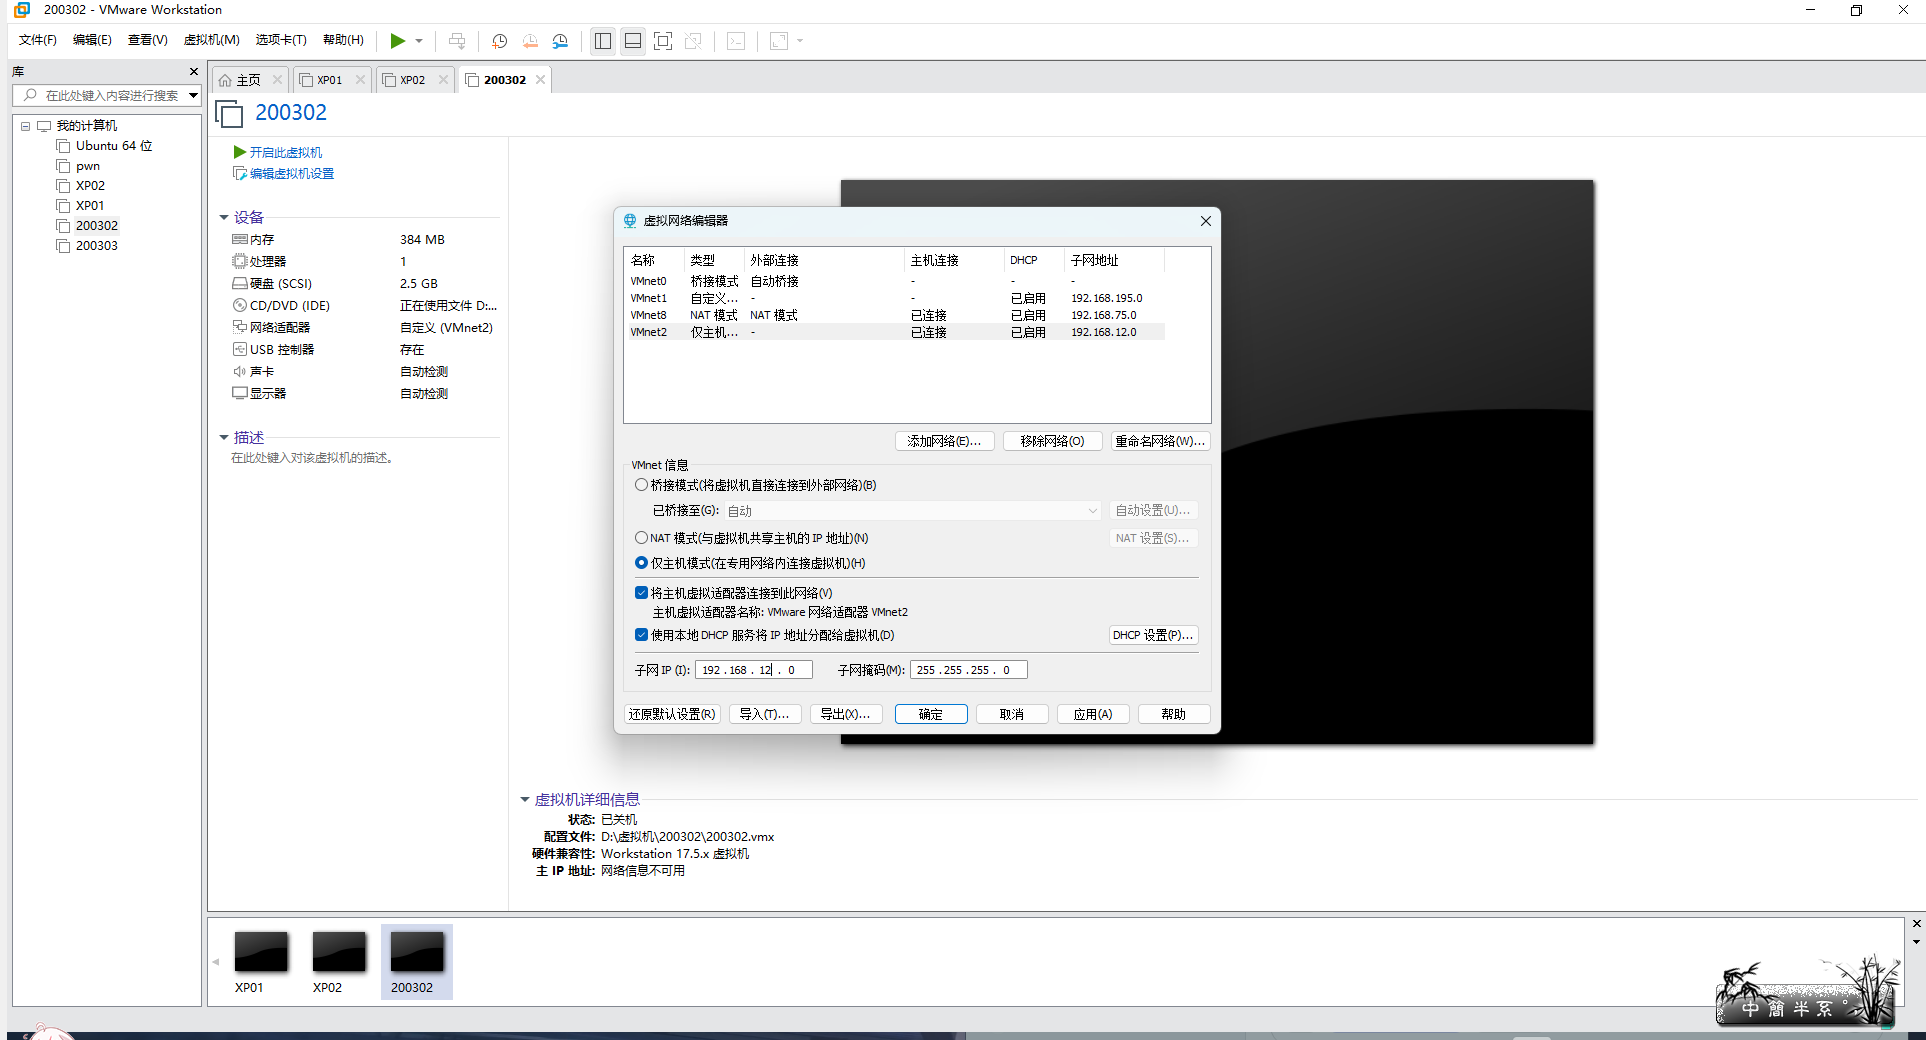 200302 - VMware Workstation
文件(F) 编辑(E) 查看(V) 虚拟机(M) 选项卡(T) 帮助(H)
库
在此处键入内容进行搜索
我的计算机
Ubuntu 64 位
pwn
XP02
XP01
200302
200303
主页 XP01 XP02 200302
200302
开启此虚拟机
编辑虚拟机设置
设备
内存 384 MB
处理器 1
硬盘 (SCSI) 2.5 GB
CD/DVD (IDE) 正在使用文件 D:...
网络适配器 自定义 (VMnet2)
USB 控制器 存在
声卡 自动检测
显示器 自动检测
描述
在此处键入对该虚拟机的描述。
虚拟网络编辑器
名称 类型 外部连接 主机连接 DHCP 子网地址
VMnet0 桥接模式 自动桥接 - - -
VMnet1 自定义... - - 已启用 192.168.195.0
VMnet8 NAT 模式 NAT 模式 已连接 已启用 192.168.75.0
VMnet2 仅主机... - 已连接 已启用 192.168.12.0
添加网络(E)... 移除网络(O) 重命名网络(W)...
VMnet 信息
桥接模式(将虚拟机直接连接到外部网络)(B)
已桥接至(G): 自动 自动设置(U)...
NAT 模式(与虚拟机共享主机的 IP 地址)(N) NAT 设置(S)...
仅主机模式(在专用网络内连接虚拟机)(H)
将主机虚拟适配器连接到此网络(V)
主机虚拟适配器名称: VMware 网络适配器 VMnet2
使用本地 DHCP 服务将 IP 地址分配给虚拟机(D) DHCP 设置(P)...
子网 IP (I): 192 . 168 . 12 . 0 子网掩码(M): 255 . 255 . 255 . 0
还原默认设置(R) 导入(T)... 导出(X)... 确定 取消 应用(A) 帮助
虚拟机详细信息
状态: 已关机
配置文件: D:\虚拟机\200302\200302.vmx
硬件兼容性: Workstation 17.5.x 虚拟机
主 IP 地址: 网络信息不可用
XP01 XP02 200302
中 簡 半 系